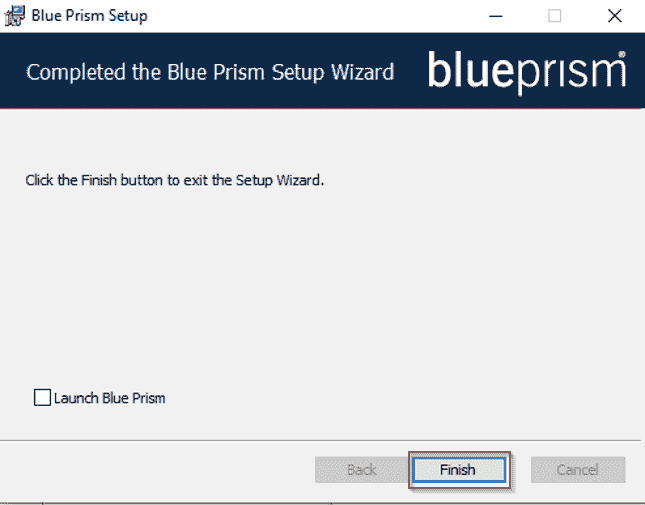 Blue Prism Setup
Completed the Blue Prism Setup Wizard
blueprism®
Click the Finish button to exit the Setup Wizard.
Launch Blue Prism
Back Finish Cancel